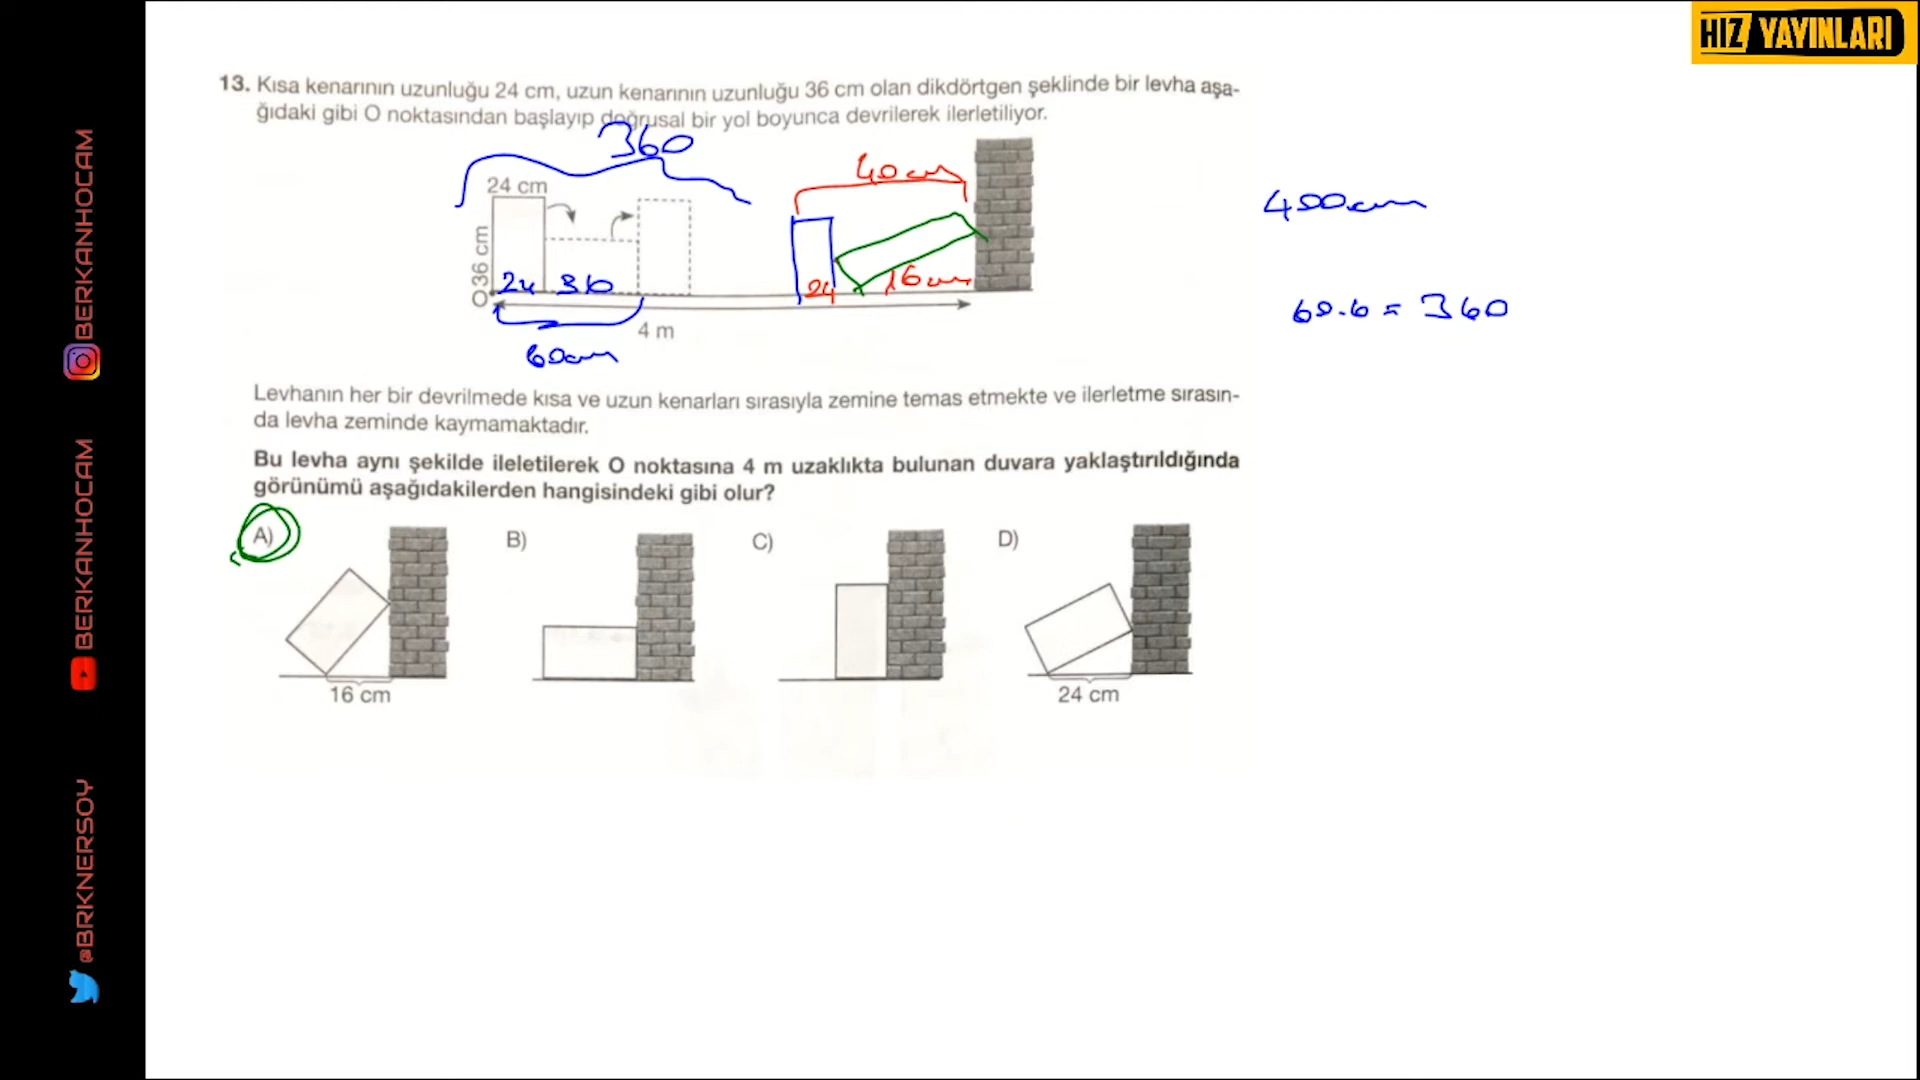 HIZ YAYINLARI
BERKANHOCAM
BERKANHOCAM
@BRKNERSOY
13. Kısa kenarının uzunluğu 24 cm, uzun kenarının uzunluğu 36 cm olan dikdörtgen şeklinde bir levha aşa-
ğıdaki gibi O noktasından başlayıp doğrusal bir yol boyunca devrilerek ilerletiliyor.
360
40cm
24 cm
400cm
36 cm
24 36
24
16cm
60.6 = 360
O
4 m
60cm
Levhanın her bir devrilmede kısa ve uzun kenarları sırasıyla zemine temas etmekte ve ilerletme sırasın-
da levha zeminde kaymamaktadır.
Bu levha aynı şekilde ileletilerek O noktasına 4 m uzaklıkta bulunan duvara yaklaştırıldığında
görünümü aşağıdakilerden hangisindeki gibi olur?
A) B) C) D)
16 cm 24 cm